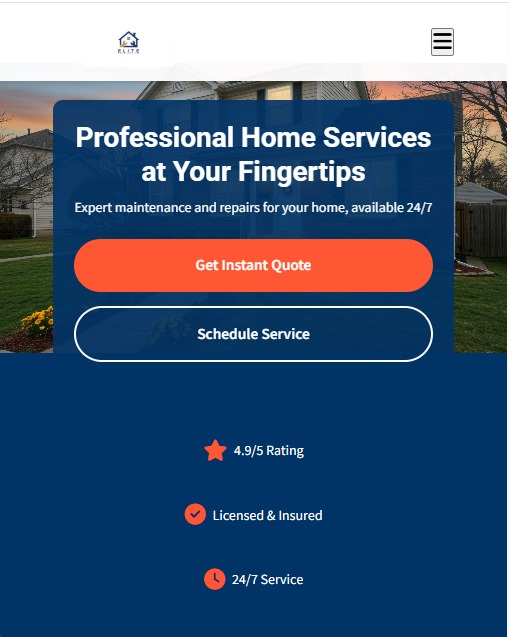 ELITE
Professional Home Services
at Your Fingertips
Expert maintenance and repairs for your home, available 24/7
Get Instant Quote
Schedule Service
4.9/5 Rating
Licensed & Insured
24/7 Service